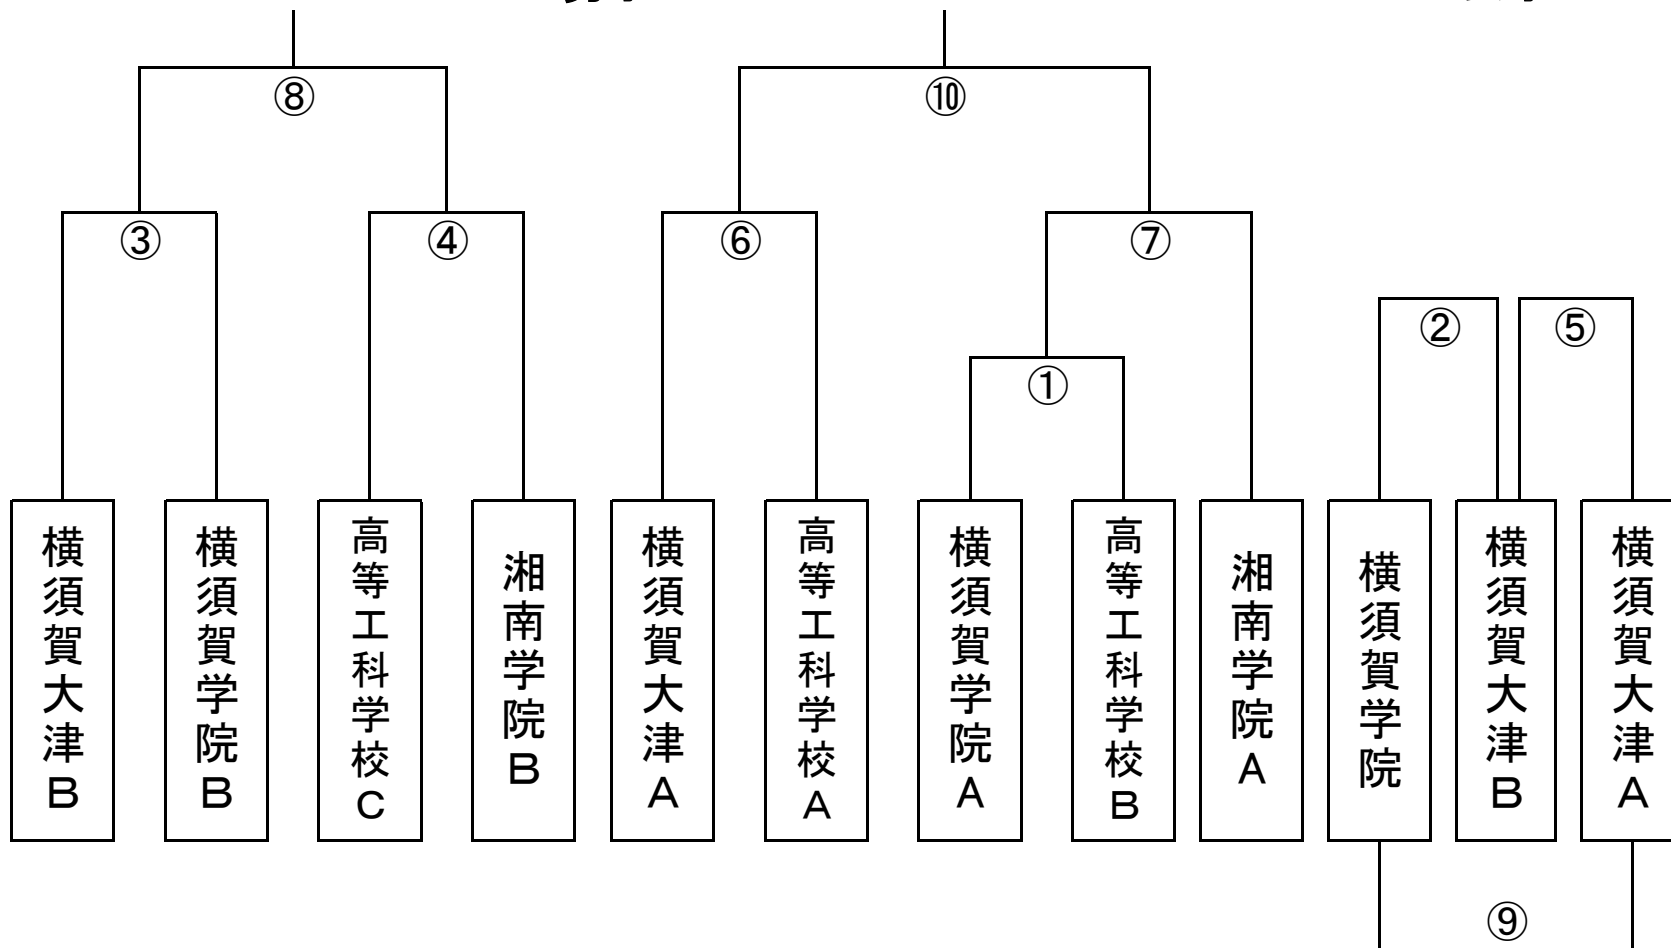 ⑧
⑩
③
④
⑥
⑦
②
⑤
①
横須賀大津B
横須賀学院B
高等工科学校C
湘南学院B
横須賀大津A
高等工科学校A
横須賀学院A
高等工科学校B
湘南学院A
横須賀学院
横須賀大津B
横須賀大津A
⑨